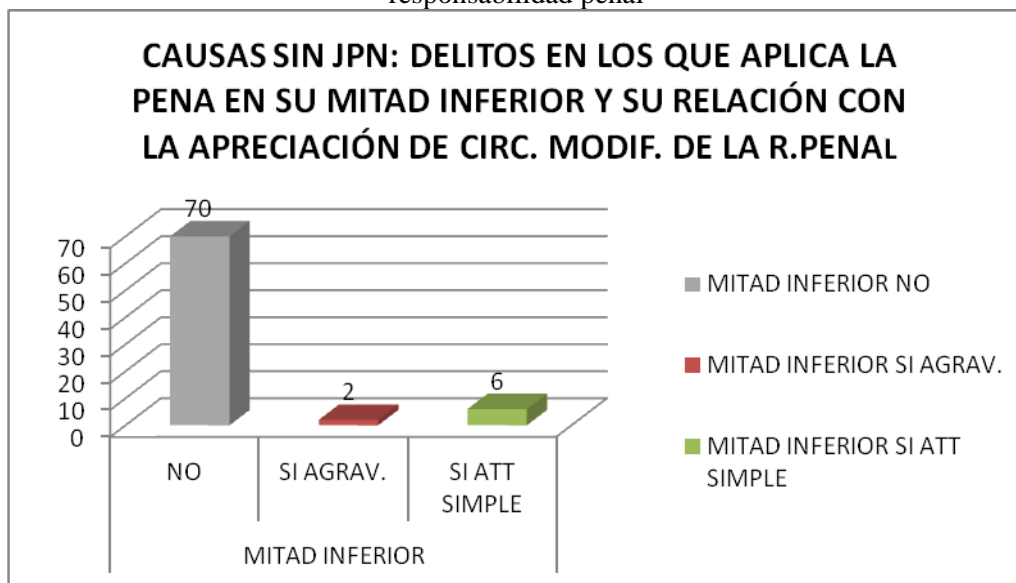 responsabilidad penal
CAUSAS SIN JPN: DELITOS EN LOS QUE APLICA LA
PENA EN SU MITAD INFERIOR Y SU RELACIÓN CON
LA APRECIACIÓN DE CIRC. MODIF. DE LA R.PENAL
70
70
60
50
40
30
20
10
0
2
6
NO
SI AGRAV.
SI ATT
SIMPLE
MITAD INFERIOR
MITAD INFERIOR NO
MITAD INFERIOR SI AGRAV.
MITAD INFERIOR SI ATT
SIMPLE